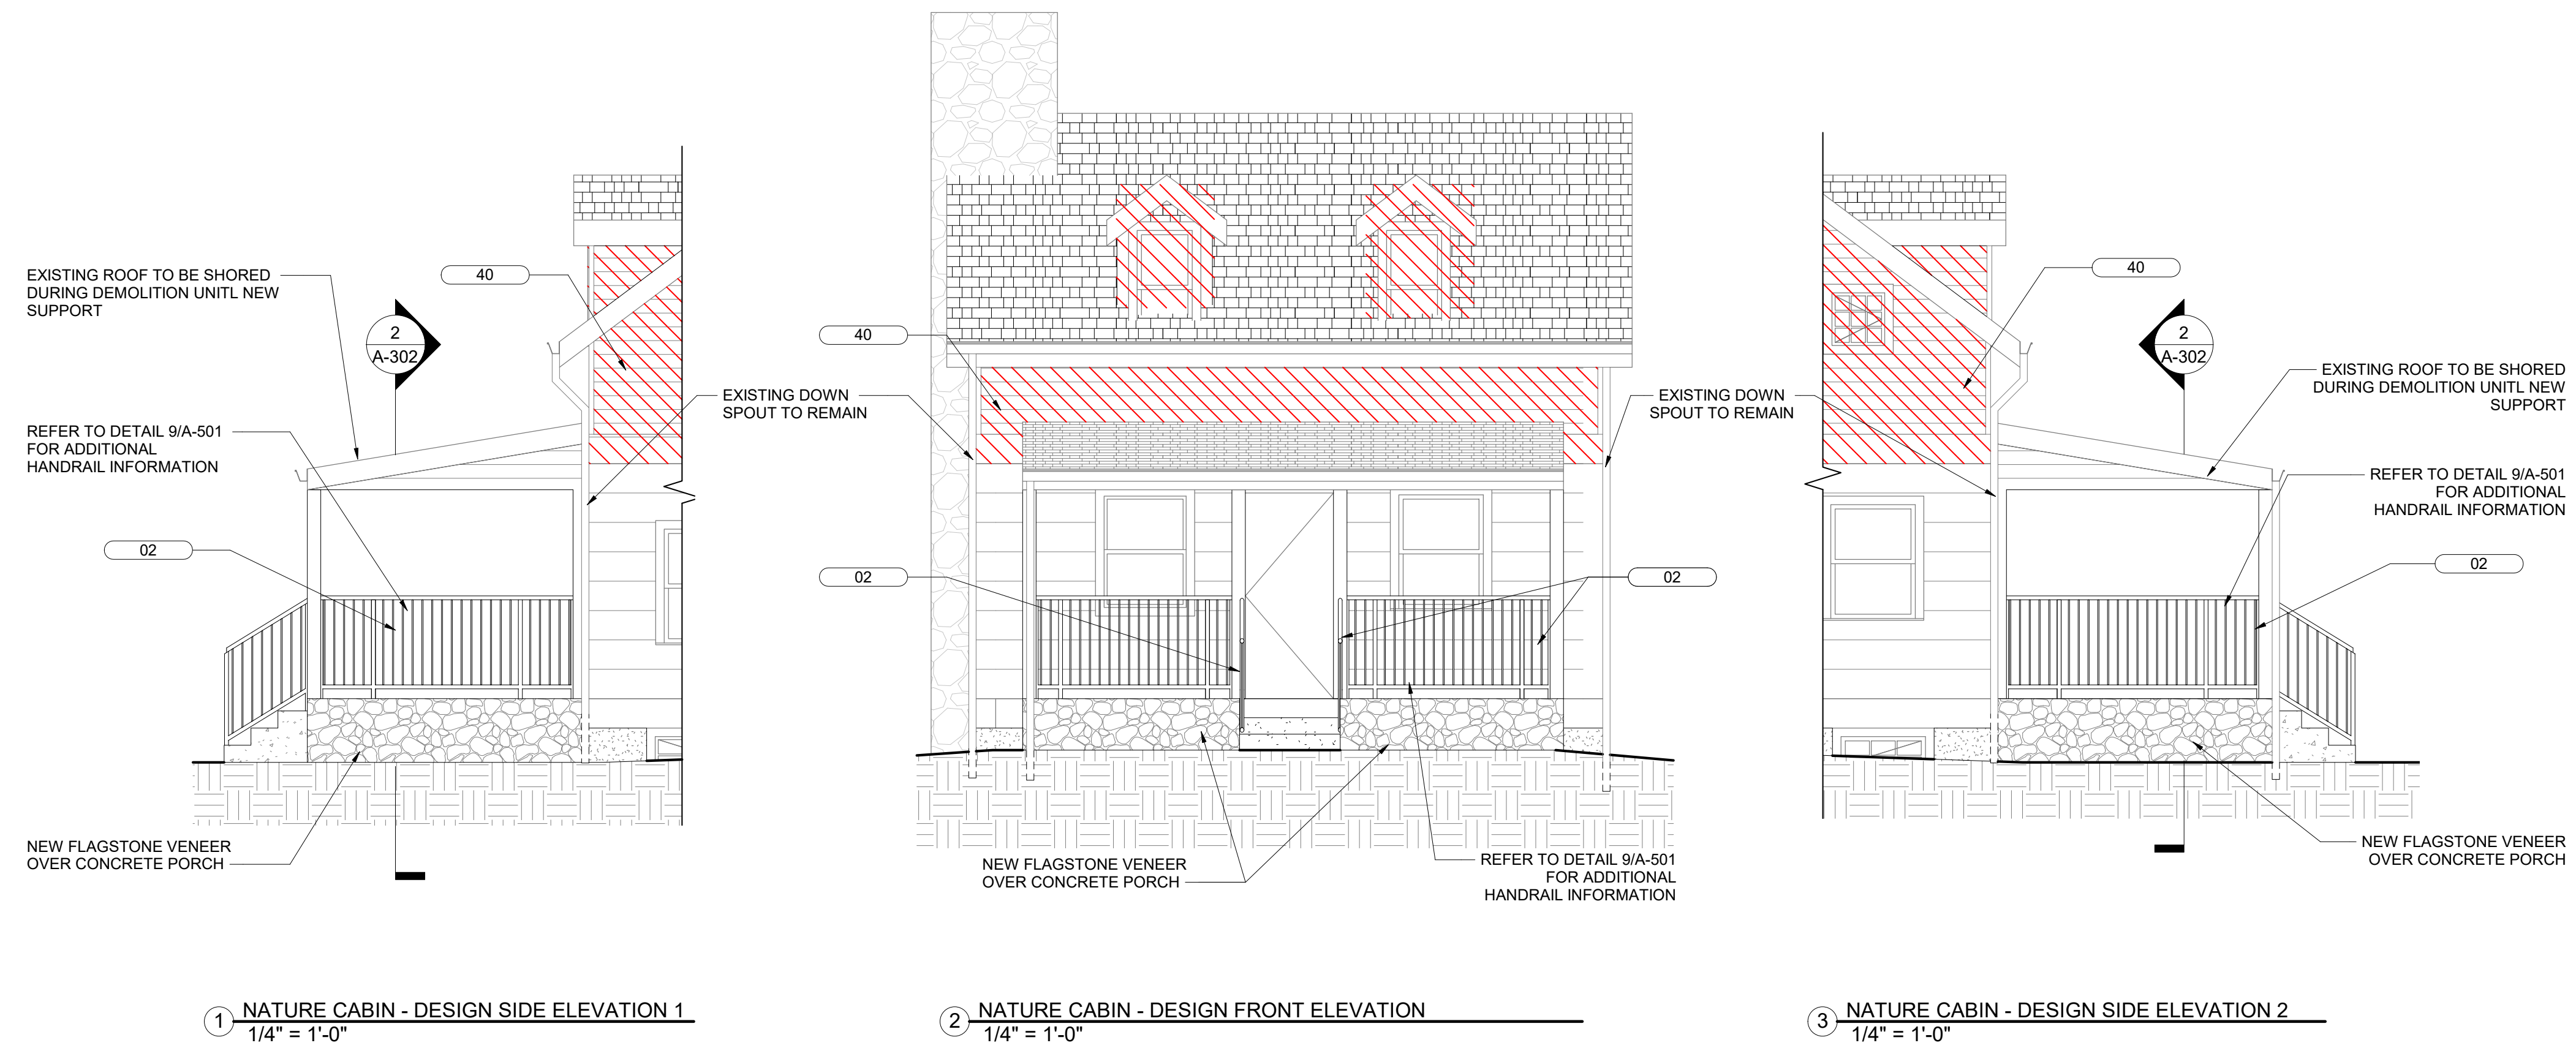 EXISTING ROOF TO BE SHORED
DURING DEMOLITION UNITL NEW
SUPPORT
40
2
A-302
REFER TO DETAIL 9/A-501
FOR ADDITIONAL
HANDRAIL INFORMATION
02
NEW FLAGSTONE VENEER
OVER CONCRETE PORCH
EXISTING DOWN
SPOUT TO REMAIN
1
NATURE CABIN - DESIGN SIDE ELEVATION 1
1/4" = 1'-0"
40
02
02
EXISTING DOWN
SPOUT TO REMAIN
NEW FLAGSTONE VENEER
OVER CONCRETE PORCH
REFER TO DETAIL 9/A-501
FOR ADDITIONAL
HANDRAIL INFORMATION
2
NATURE CABIN - DESIGN FRONT ELEVATION
1/4" = 1'-0"
40
2
A-302
EXISTING ROOF TO BE SHORED
DURING DEMOLITION UNITL NEW
SUPPORT
REFER TO DETAIL 9/A-501
FOR ADDITIONAL
HANDRAIL INFORMATION
02
NEW FLAGSTONE VENEER
OVER CONCRETE PORCH
3
NATURE CABIN - DESIGN SIDE ELEVATION 2
1/4" = 1'-0"